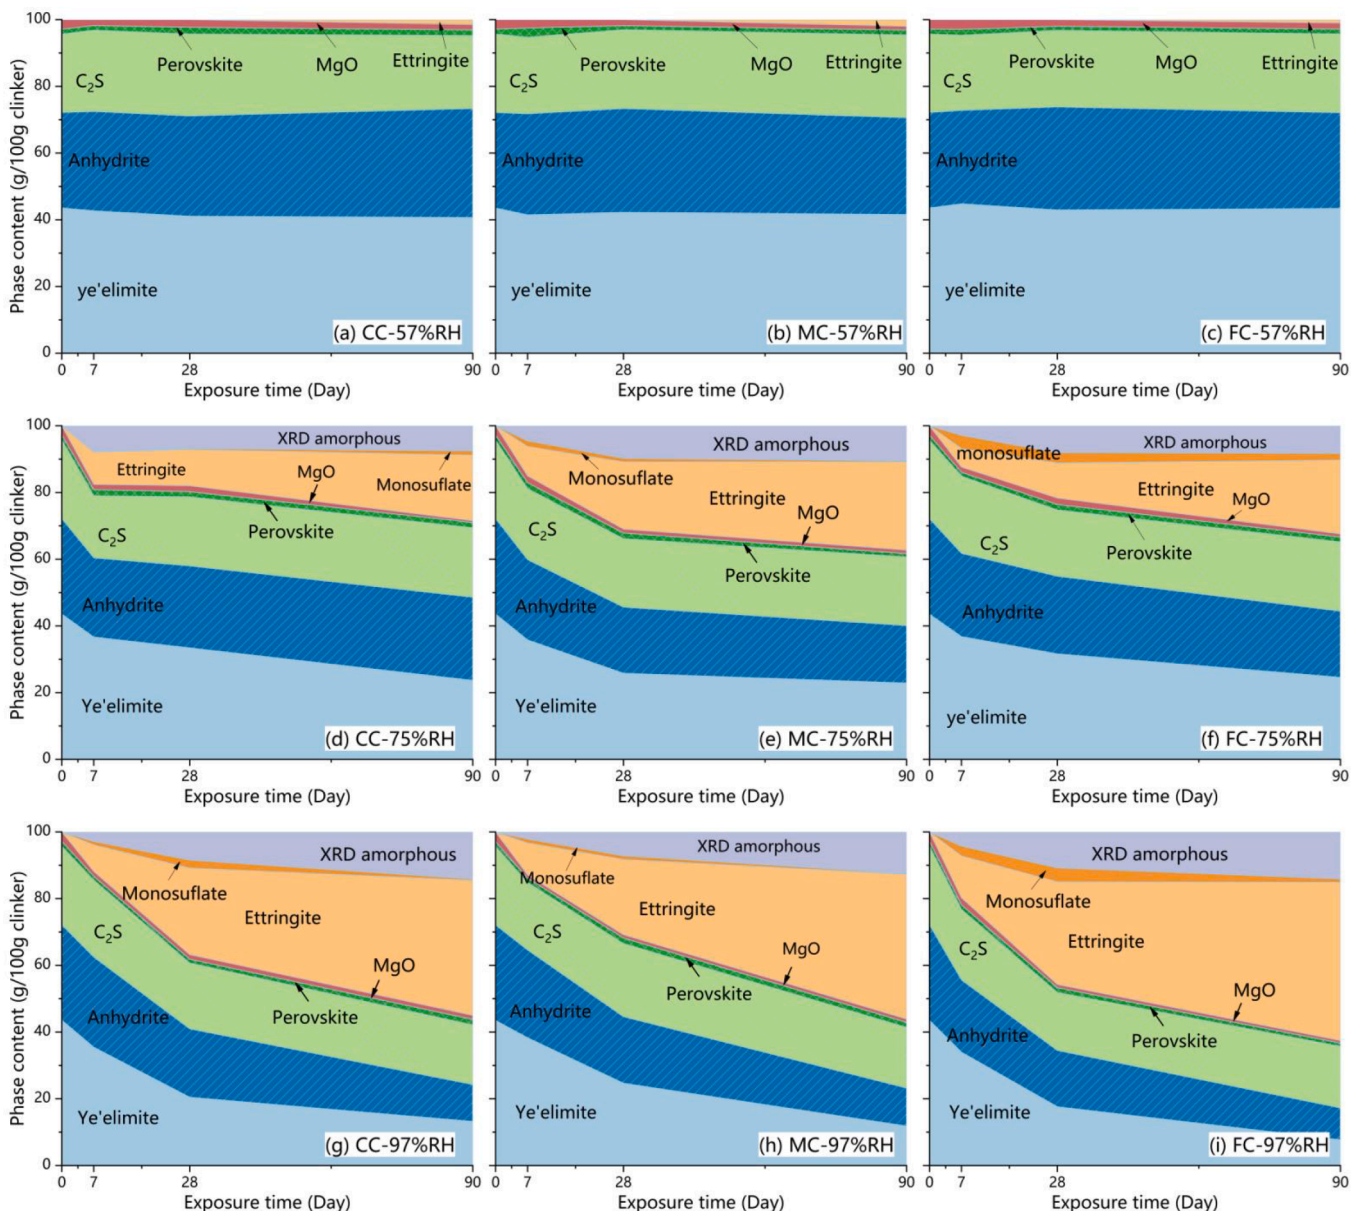 Phase content (g/100g clinker)
100
80
60
40
20
0
Perovskite
MgO
Ettringite
C₂S
Anhydrite
ye'elimite
(a) CC-57%RH
0 7 28 90
Exposure time (Day)
Perovskite
MgO
Ettringite
C₂S
Anhydrite
ye'elimite
(b) MC-57%RH
0 7 28 90
Exposure time (Day)
Perovskite
MgO
Ettringite
C₂S
Anhydrite
ye'elimite
(c) FC-57%RH
0 7 28 90
Exposure time (Day)
Phase content (g/100g clinker)
100
80
60
40
20
0
XRD amorphous
Ettringite
MgO
Monosuflate
Perovskite
C₂S
Anhydrite
Ye'elimite
(d) CC-75%RH
0 7 28 90
Exposure time (Day)
XRD amorphous
Monosuflate
Ettringite
MgO
C₂S
Perovskite
Anhydrite
Ye'elimite
(e) MC-75%RH
0 7 28 90
Exposure time (Day)
XRD amorphous
monosuflate
Ettringite
MgO
C₂S
Perovskite
Anhydrite
ye'elimite
(f) FC-75%RH
0 7 28 90
Exposure time (Day)
Phase content (g/100g clinker)
100
80
60
40
20
0
XRD amorphous
Monosuflate
Ettringite
C₂S
MgO
Anhydrite
Perovskite
Ye'elimite
(g) CC-97%RH
0 7 28 90
Exposure time (Day)
XRD amorphous
Monosuflate
Ettringite
C₂S
MgO
Perovskite
Anhydrite
Ye'elimite
(h) MC-97%RH
0 7 28 90
Exposure time (Day)
XRD amorphous
Monosuflate
Ettringite
C₂S
MgO
Anhydrite
Perovskite
Ye'elimite
(i) FC-97%RH
0 7 28 90
Exposure time (Day)